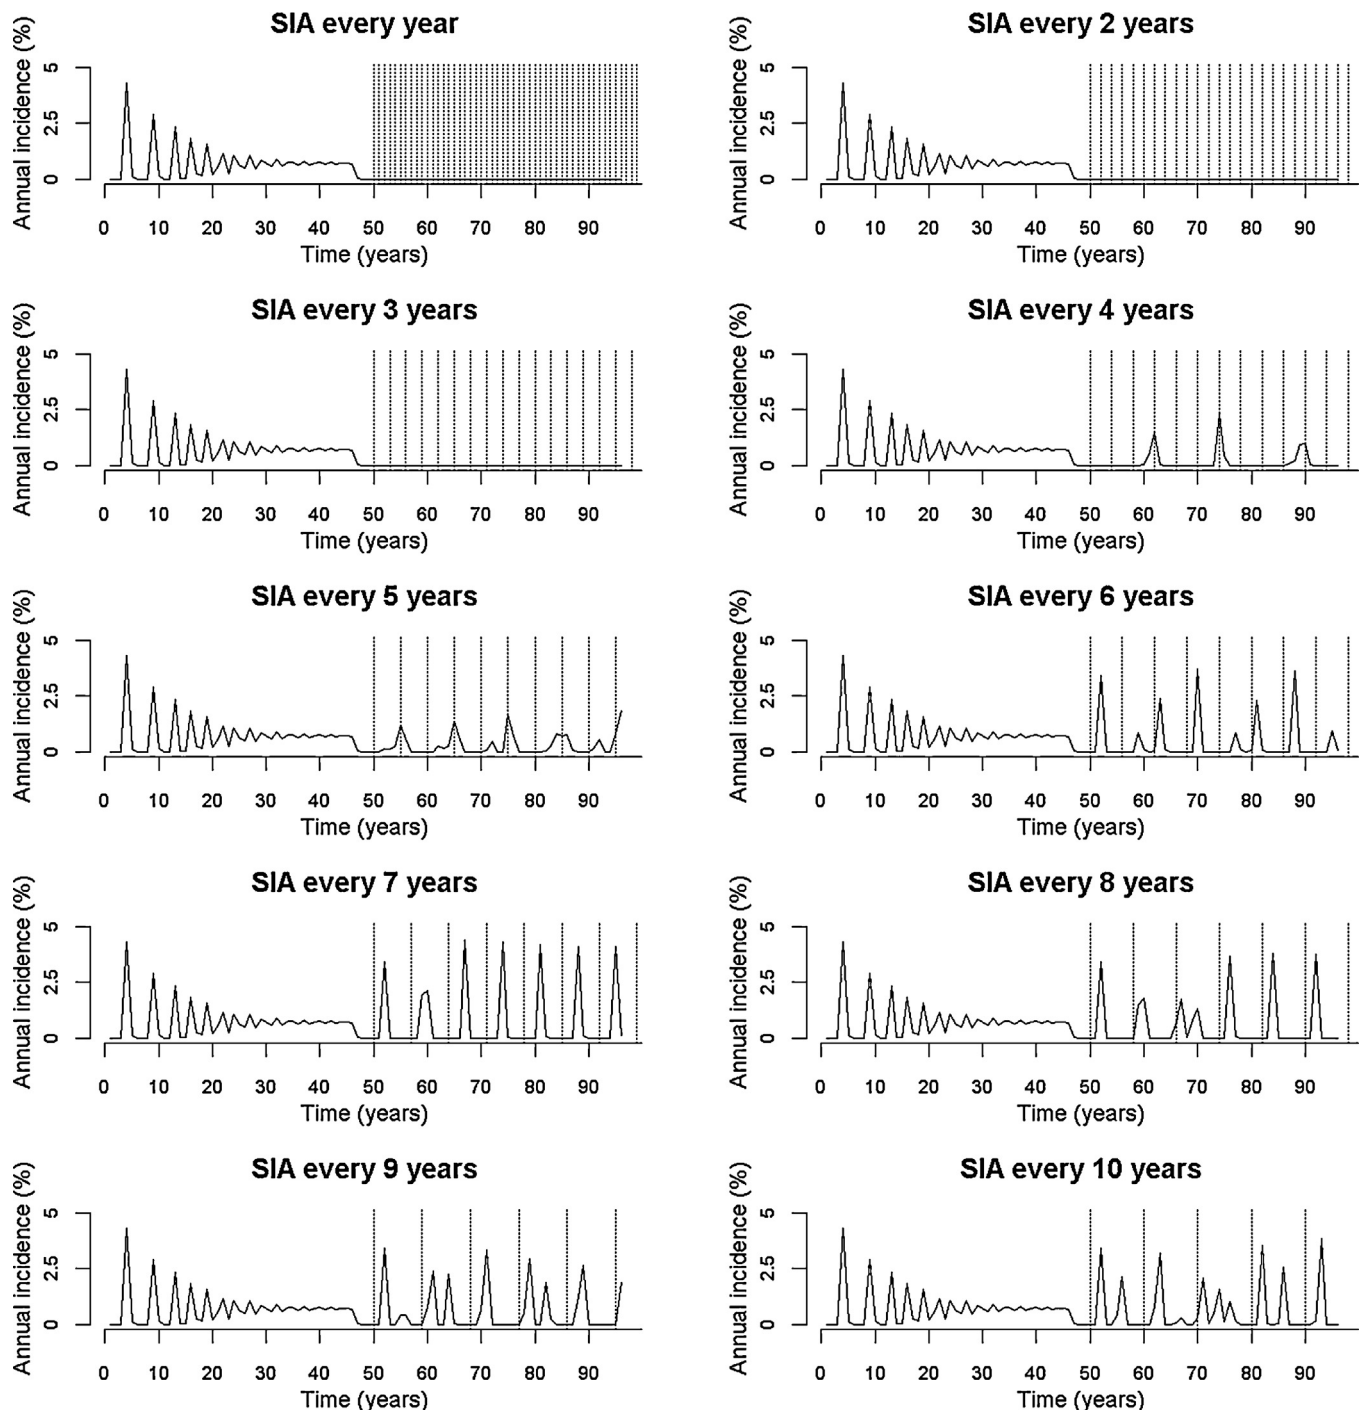 SIA every year
Annual incidence (%)
5
2.5
0
0 10 20 30 40 50 60 70 80 90
Time (years)
SIA every 2 years
Annual incidence (%)
5
2.5
0
0 10 20 30 40 50 60 70 80 90
Time (years)
SIA every 3 years
Annual incidence (%)
5
2.5
0
0 10 20 30 40 50 60 70 80 90
Time (years)
SIA every 4 years
Annual incidence (%)
5
2.5
0
0 10 20 30 40 50 60 70 80 90
Time (years)
SIA every 5 years
Annual incidence (%)
5
2.5
0
0 10 20 30 40 50 60 70 80 90
Time (years)
SIA every 6 years
Annual incidence (%)
5
2.5
0
0 10 20 30 40 50 60 70 80 90
Time (years)
SIA every 7 years
Annual incidence (%)
5
2.5
0
0 10 20 30 40 50 60 70 80 90
Time (years)
SIA every 8 years
Annual incidence (%)
5
2.5
0
0 10 20 30 40 50 60 70 80 90
Time (years)
SIA every 9 years
Annual incidence (%)
5
2.5
0
0 10 20 30 40 50 60 70 80 90
Time (years)
SIA every 10 years
Annual incidence (%)
5
2.5
0
0 10 20 30 40 50 60 70 80 90
Time (years)